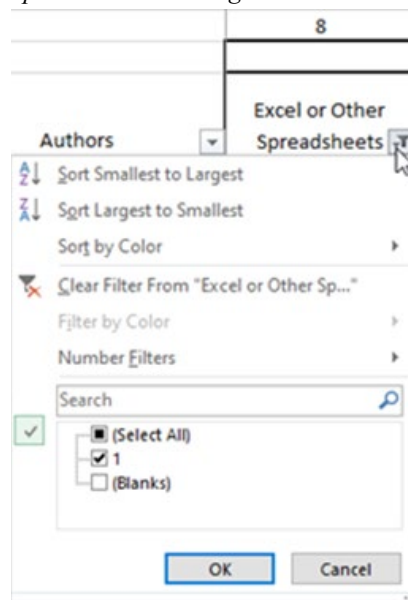 8
Excel or Other
Authors Spreadsheets
Sort Smallest to Largest
Sort Largest to Smallest
Sort by Color
Clear Filter From "Excel or Other Sp..."
Filter by Color
Number Filters
Search
(Select All)
1
(Blanks)
OK Cancel